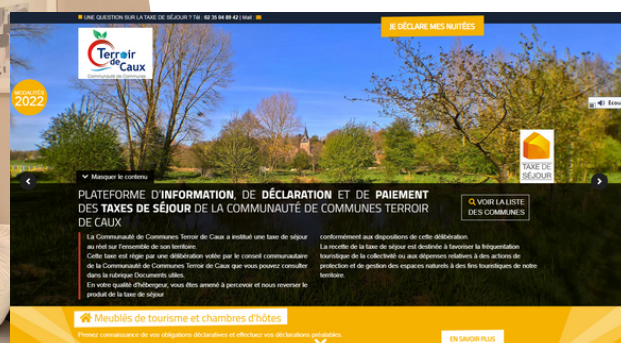 UNE QUESTION SUR LA TAXE DE SÉJOUR ? Tél : 02 35 04 89 42 | Mail :
JE DÉCLARE MES NUITÉES
Terroir
de Caux
Communauté de Communes
MODALITÉS
2022
Écou
TAXE DE
SÉJOUR
Masquer le contenu
PLATEFORME D'INFORMATION, DE DÉCLARATION ET DE PAIEMENT
DES TAXES DE SÉJOUR DE LA COMMUNAUTÉ DE COMMUNES TERROIR
DE CAUX
VOIR LA LISTE
DES COMMUNES
La Communauté de Communes Terroir de Caux a institué une taxe de séjour
au réel sur l'ensemble de son territoire.
Cette taxe est régie par une délibération votée par le conseil communautaire
de la Communauté de Communes Terroir de Caux que vous pouvez consulter
dans la rubrique Documents utiles.
En votre qualité d'hébergeur, vous êtes amené à percevoir et nous reverser le
produit de la taxe de séjour
conformément aux dispositions de cette délibération.
La recette de la taxe de séjour est destinée à favoriser la fréquentation
touristique de la collectivité ou aux dépenses relatives à des actions de
protection et de gestion des espaces naturels à des fins touristiques de notre
territoire.
Meublés de tourisme et chambres d'hôtes
Prenez connaissance de vos obligations déclaratives et effectuez vos déclarations préalables.
EN SAVOIR PLUS